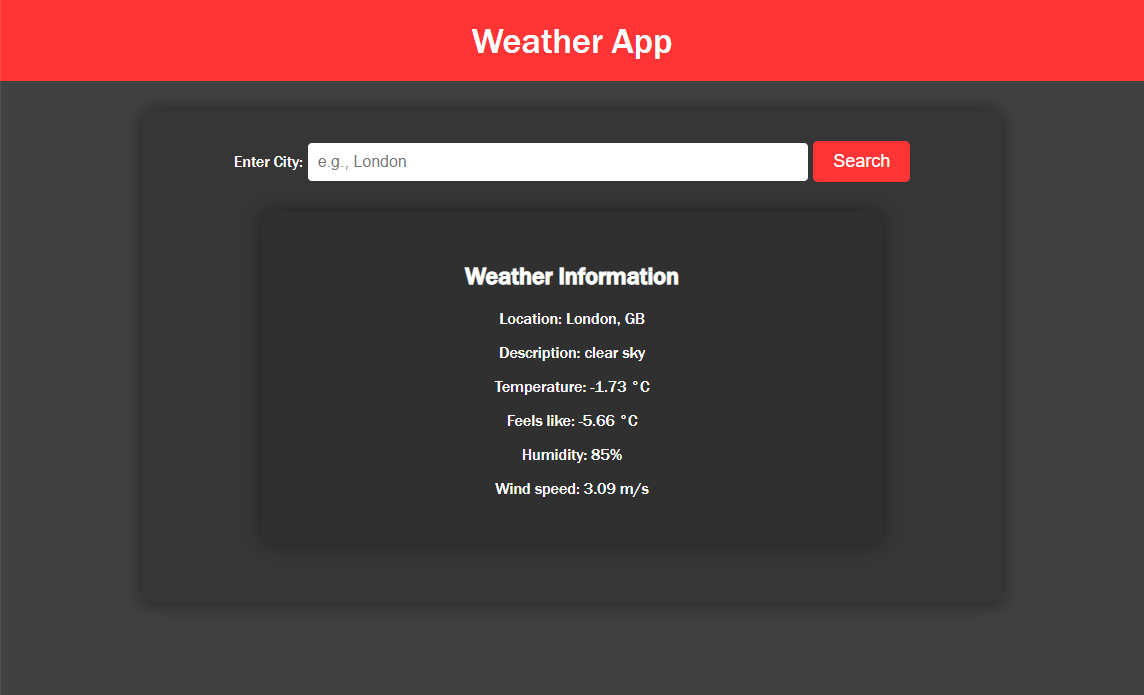 Weather App
Enter City: e.g., London Search
Weather Information
Location: London, GB
Description: clear sky
Temperature: -1.73 °C
Feels like: -5.66 °C
Humidity: 85%
Wind speed: 3.09 m/s